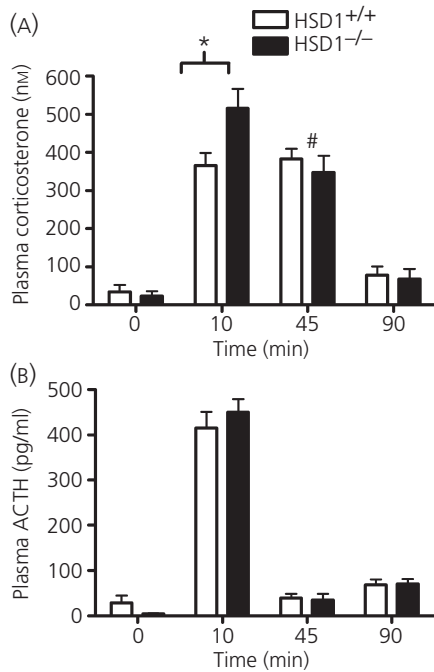 (A)
HSD1+/+
HSD1−/−
Plasma corticosterone (nM)
600
500
400
300
200
100
0
*
#
0 10 45 90
Time (min)
(B)
Plasma ACTH (pg/ml)
500
400
300
200
100
0
0 10 45 90
Time (min)